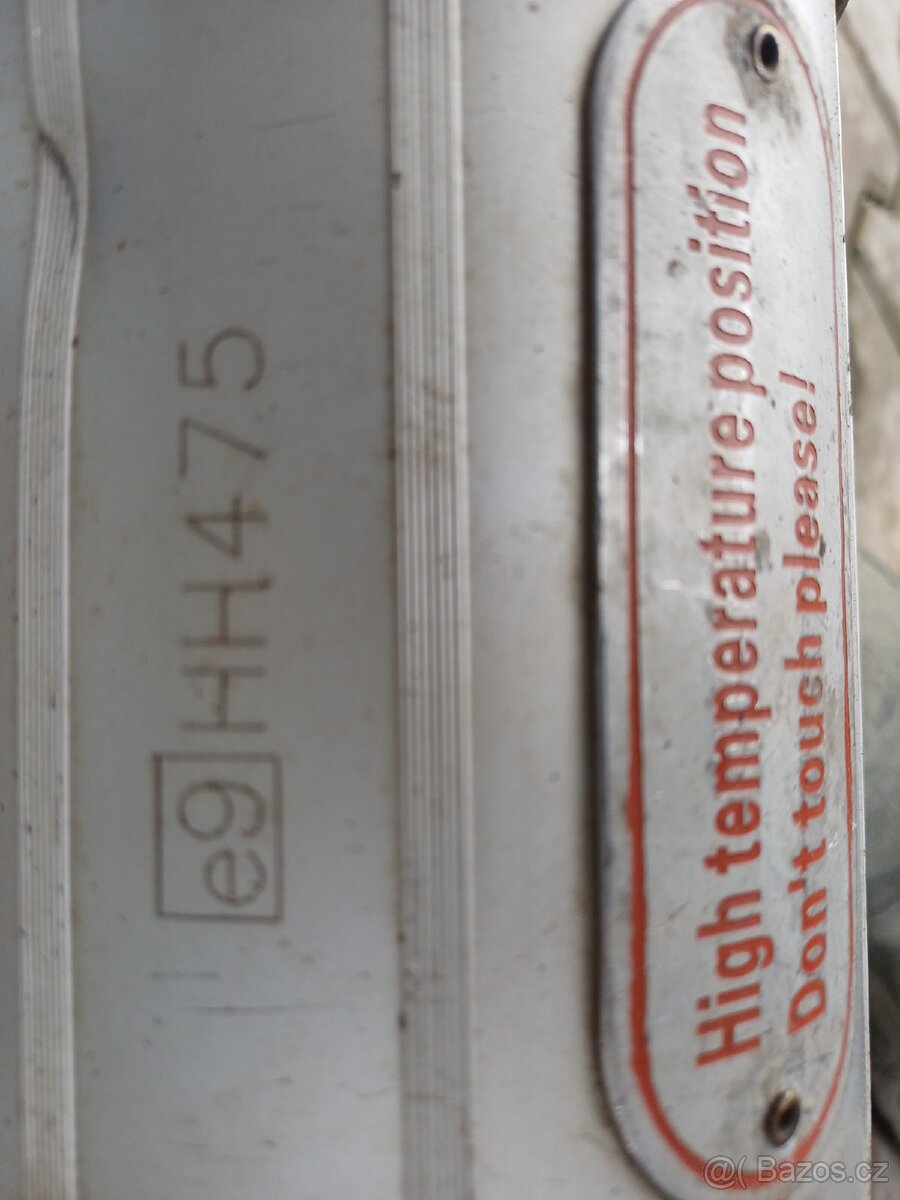 e9 HH475
High temperature position
Don't touch please!
@( Bazos.cz